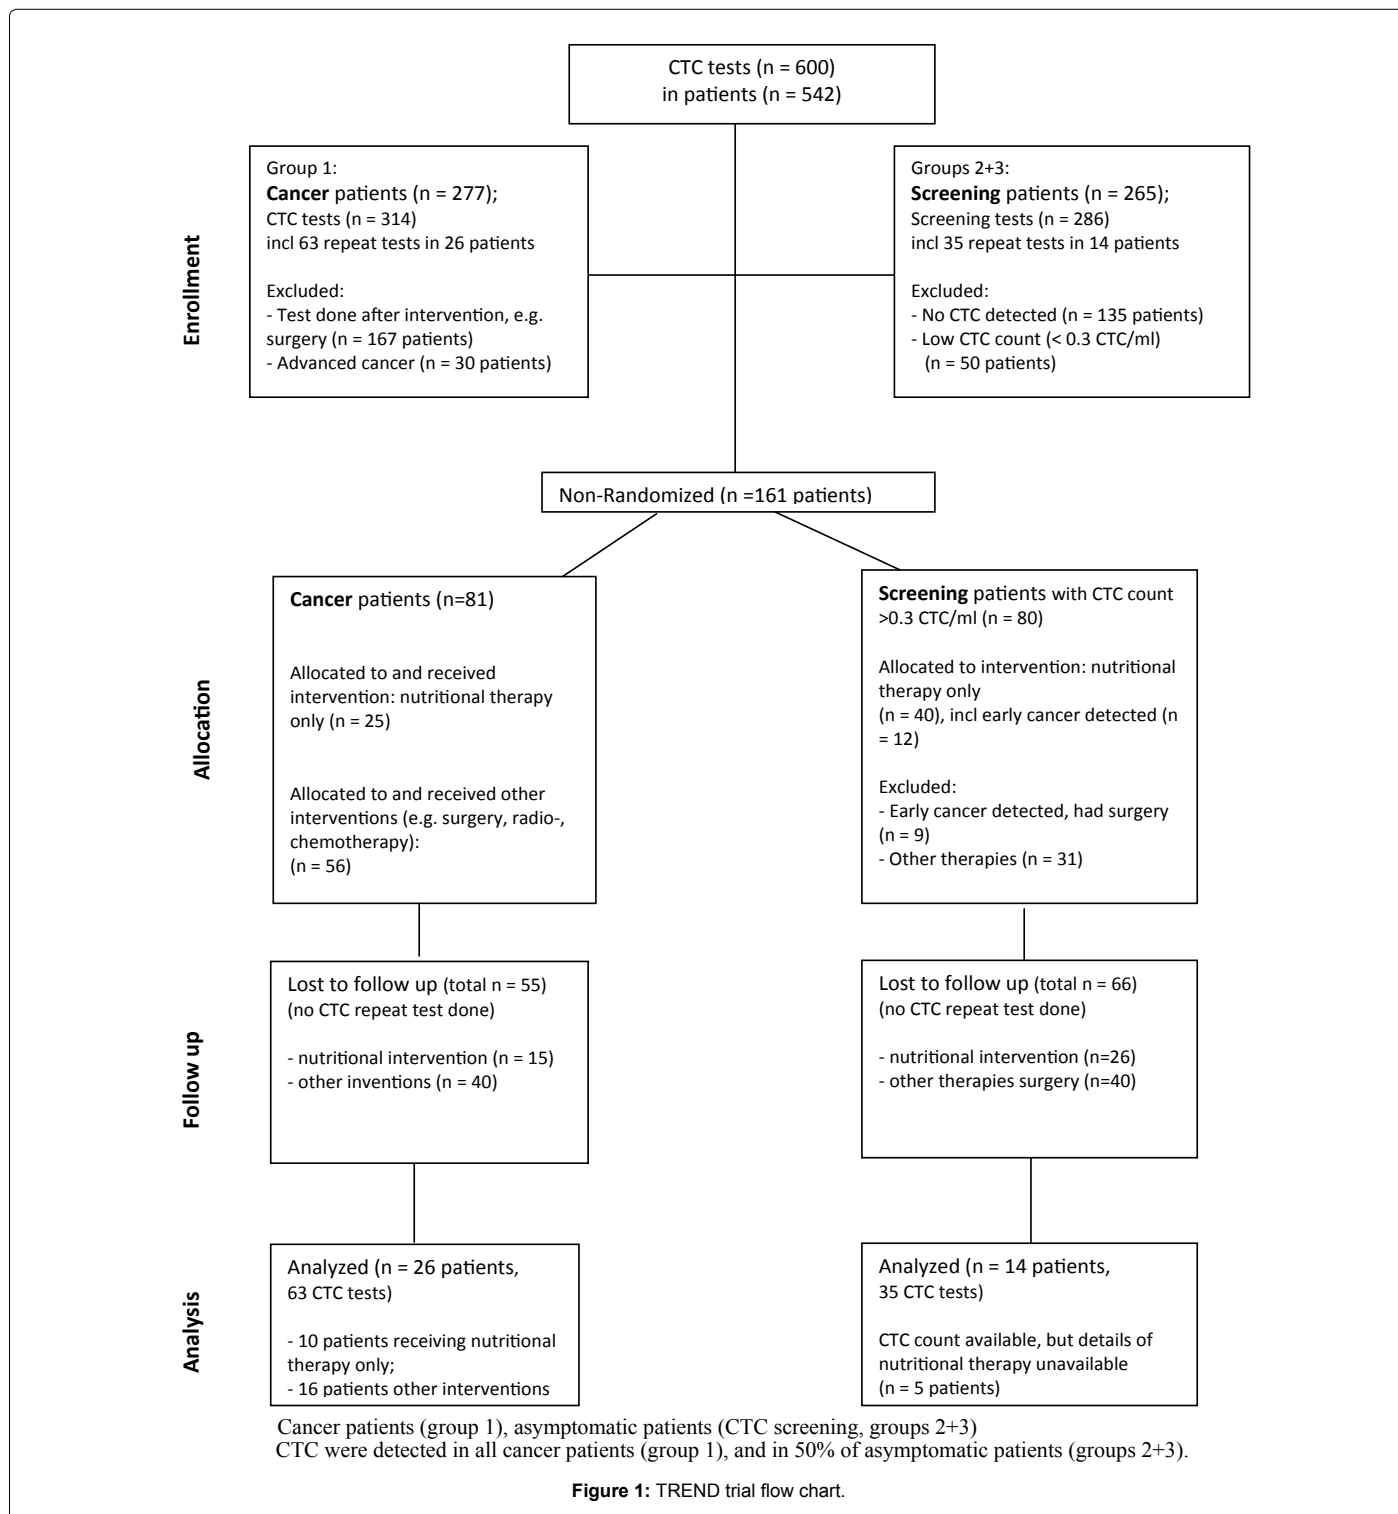 CTC tests (n = 600)
in patients (n = 542)
Enrollment
Group 1:
Cancer patients (n = 277);
CTC tests (n = 314)
incl 63 repeat tests in 26 patients
Excluded:
- Test done after intervention, e.g.
surgery (n = 167 patients)
- Advanced cancer (n = 30 patients)
Groups 2+3:
Screening patients (n = 265);
Screening tests (n = 286)
incl 35 repeat tests in 14 patients
Excluded:
- No CTC detected (n = 135 patients)
- Low CTC count (< 0.3 CTC/ml)
(n = 50 patients)
Non-Randomized (n =161 patients)
Allocation
Cancer patients (n=81)
Allocated to and received
intervention: nutritional therapy
only (n = 25)
Allocated to and received other
interventions (e.g. surgery, radio-,
chemotherapy):
(n = 56)
Screening patients with CTC count
>0.3 CTC/ml (n = 80)
Allocated to intervention: nutritional
therapy only
(n = 40), incl early cancer detected (n
= 12)
Excluded:
- Early cancer detected, had surgery
(n = 9)
- Other therapies (n = 31)
Follow up
Lost to follow up (total n = 55)
(no CTC repeat test done)
- nutritional intervention (n = 15)
- other inventions (n = 40)
Lost to follow up (total n = 66)
(no CTC repeat test done)
- nutritional intervention (n=26)
- other therapies surgery (n=40)
Analysis
Analyzed (n = 26 patients,
63 CTC tests)
- 10 patients receiving nutritional
therapy only;
- 16 patients other interventions
Analyzed (n = 14 patients,
35 CTC tests)
CTC count available, but details of
nutritional therapy unavailable
(n = 5 patients)
Cancer patients (group 1), asymptomatic patients (CTC screening, groups 2+3)
CTC were detected in all cancer patients (group 1), and in 50% of asymptomatic patients (groups 2+3).
Figure 1: TREND trial flow chart.